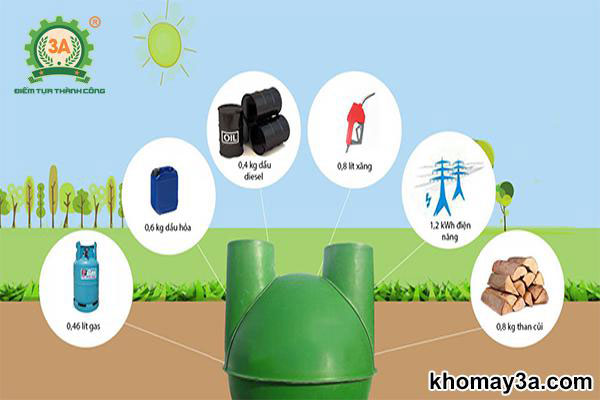 3A
®
ĐIỂM TỰA THÀNH CÔNG
OIL
0,4 kg dầu
diesel
0,8 lít xăng
0,6 kg dầu hỏa
1,2 kWh điện
năng
0,46 lít gas
0,8 kg than củi
khomay3a.com